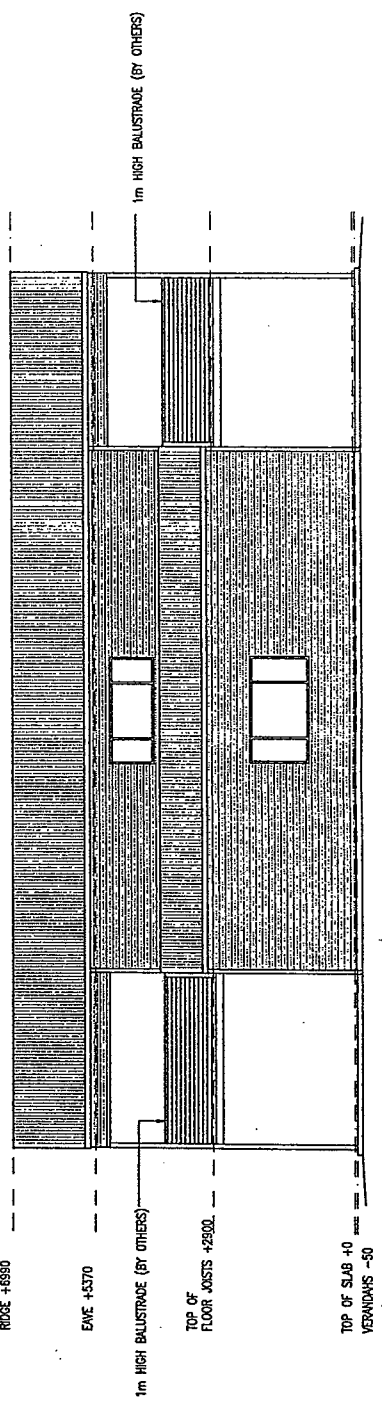 RIDGE +6990
EAVE +5370
1m HIGH BALUSTRADE (BY OTHERS)
TOP OF
FLOOR JOISTS +2900
TOP OF SLAB +0
VERANDAHS -50
1m HIGH BALUSTRADE (BY OTHERS)